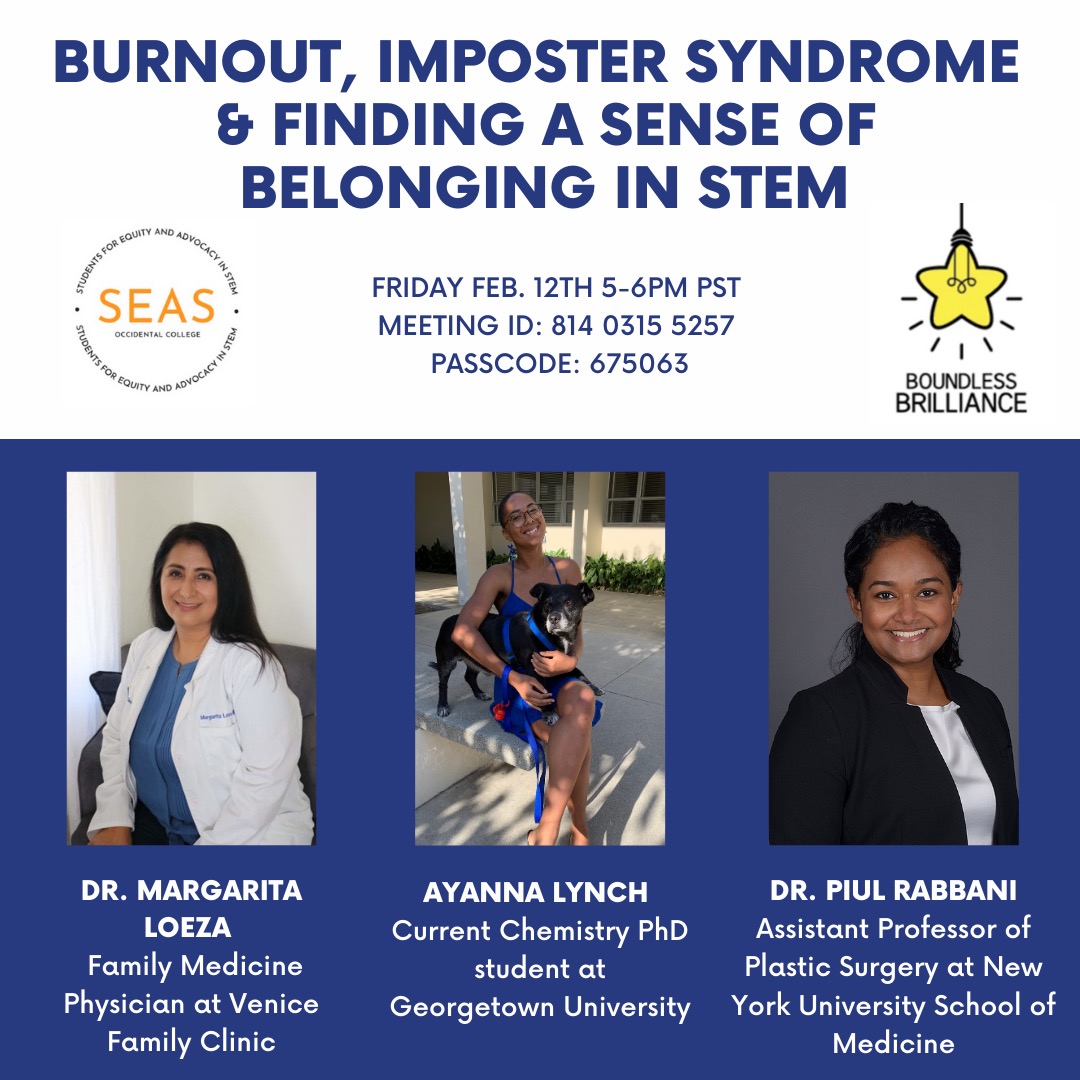 BURNOUT, IMPOSTER SYNDROME
& FINDING A SENSE OF
BELONGING IN STEM
STUDENTS FOR EQUITY AND ADVOCACY IN STEM
SEAS
OCCIDENTAL COLLEGE
STUDENTS FOR EQUITY AND ADVOCACY IN STEM
FRIDAY FEB. 12TH 5-6PM PST
MEETING ID: 814 0315 5257
PASSCODE: 675063
BOUNDLESS
BRILLIANCE
Margarita
DR. MARGARITA
LOEZA
Family Medicine
Physician at Venice
Family Clinic
AYANNA LYNCH
Current Chemistry PhD
student at
Georgetown University
DR. PIUL RABBANI
Assistant Professor of
Plastic Surgery at New
York University School of
Medicine